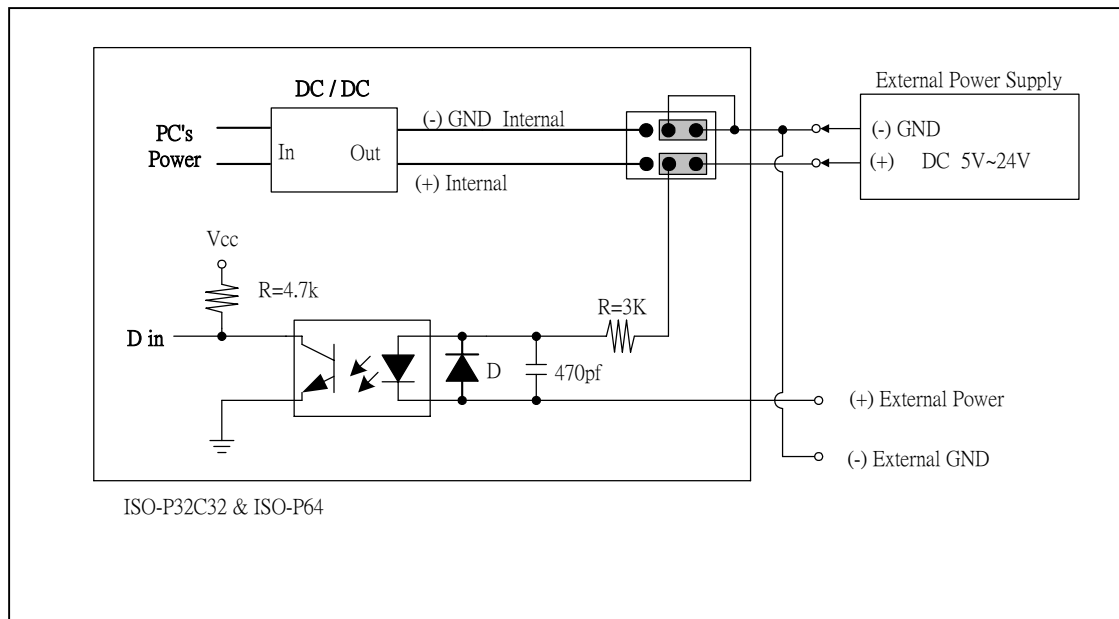 DC / DC
External Power Supply
PC's
Power
In
Out
(-) GND Internal
(+) Internal
(-) GND
(+) DC 5V~24V
Vcc
R=4.7k
R=3K
D in
D
470pf
(+) External Power
(-) External GND
ISO-P32C32 & ISO-P64